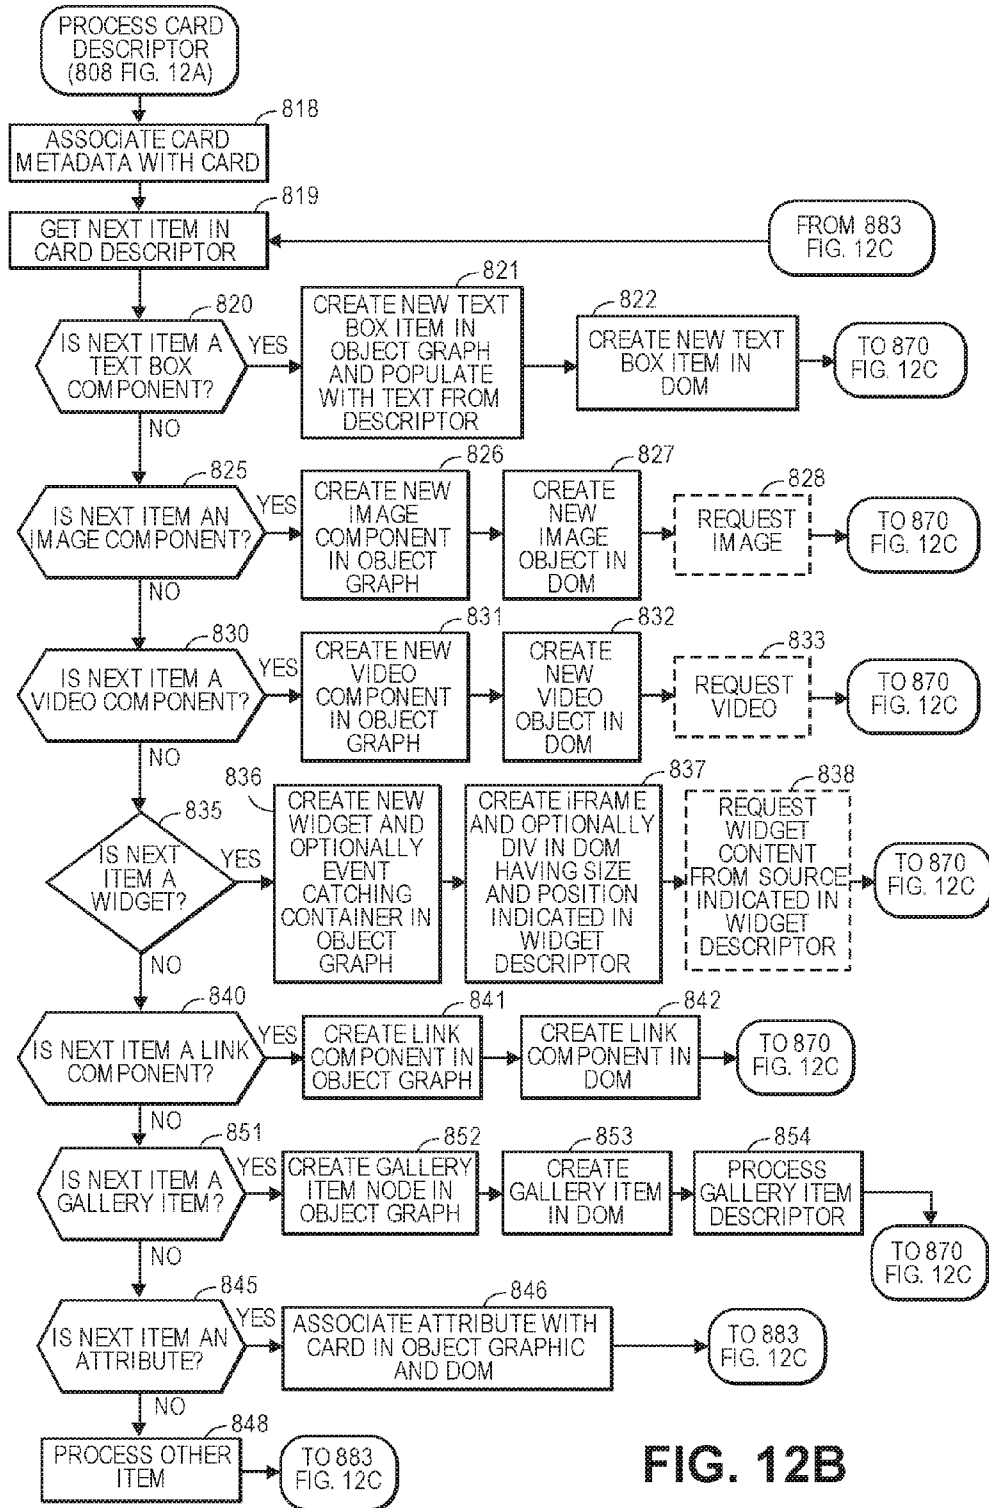 PROCESS CARD
DESCRIPTOR
(808 FIG. 12A)
818
ASSOCIATE CARD
METADATA WITH CARD
819
GET NEXT ITEM IN
CARD DESCRIPTOR
FROM 883
FIG. 12C
820
IS NEXT ITEM A
TEXT BOX
COMPONENT?
YES
821
CREATE NEW TEXT
BOX ITEM IN
OBJECT GRAPH
AND POPULATE
WITH TEXT FROM
DESCRIPTOR
822
CREATE NEW TEXT
BOX ITEM IN
DOM
TO 870
FIG. 12C
NO
825
IS NEXT ITEM AN
IMAGE COMPONENT?
YES
826
CREATE NEW
IMAGE
COMPONENT
IN OBJECT
GRAPH
827
CREATE
NEW
IMAGE
OBJECT IN
DOM
828
REQUEST
IMAGE
TO 870
FIG. 12C
NO
830
IS NEXT ITEM A
VIDEO COMPONENT?
YES
831
CREATE NEW
VIDEO
COMPONENT
IN OBJECT
GRAPH
832
CREATE
NEW
VIDEO
OBJECT IN
DOM
833
REQUEST
VIDEO
TO 870
FIG. 12C
NO
835
IS NEXT
ITEM A
WIDGET?
YES
836
CREATE NEW
WIDGET AND
OPTIONALLY
EVENT
CATCHING
CONTAINER IN
OBJECT
GRAPH
837
CREATE IFRAME
AND OPTIONALLY
DIV IN DOM
HAVING SIZE
AND POSITION
INDICATED IN
WIDGET
DESCRIPTOR
838
REQUEST
WIDGET
CONTENT
FROM SOURCE
INDICATED IN
WIDGET
DESCRIPTOR
TO 870
FIG. 12C
NO
840
IS NEXT ITEM A LINK
COMPONENT?
YES
841
CREATE LINK
COMPONENT IN
OBJECT GRAPH
842
CREATE LINK
COMPONENT IN
DOM
TO 870
FIG. 12C
NO
851
IS NEXT ITEM A
GALLERY ITEM?
YES
852
CREATE GALLERY
ITEM NODE IN
OBJECT GRAPH
853
CREATE
GALLERY ITEM
IN DOM
854
PROCESS
GALLERY ITEM
DESCRIPTOR
TO 870
FIG. 12C
NO
845
IS NEXT ITEM AN
ATTRIBUTE?
YES
846
ASSOCIATE ATTRIBUTE WITH
CARD IN OBJECT GRAPHIC
AND DOM
TO 883
FIG. 12C
NO
848
PROCESS OTHER
ITEM
TO 883
FIG. 12C
FIG. 12B